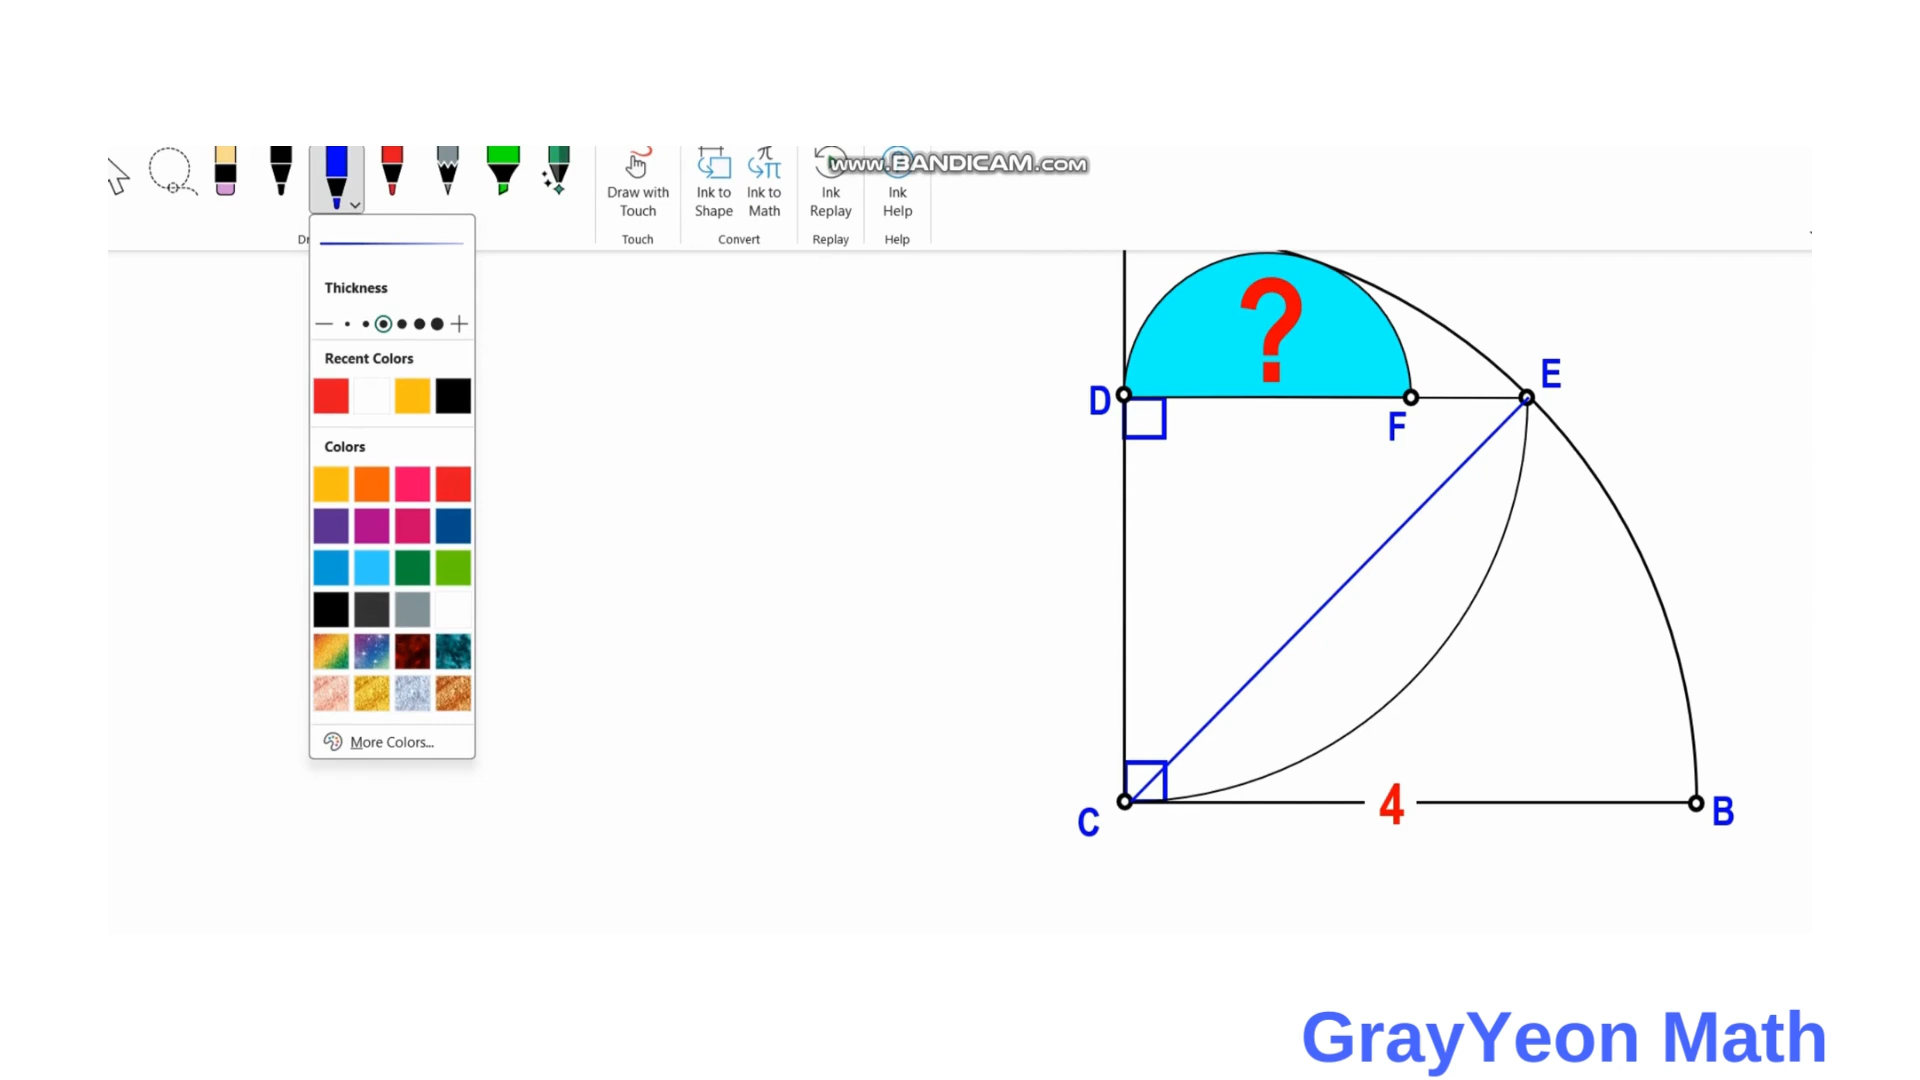 www.BANDICAM.com
Draw with Touch
Ink to Shape
Ink to Math
Ink Replay
Ink Help
Touch
Convert
Replay
Help
Thickness
Recent Colors
Colors
More Colors...
?
D
F
E
C
4
B
GrayYeon Math